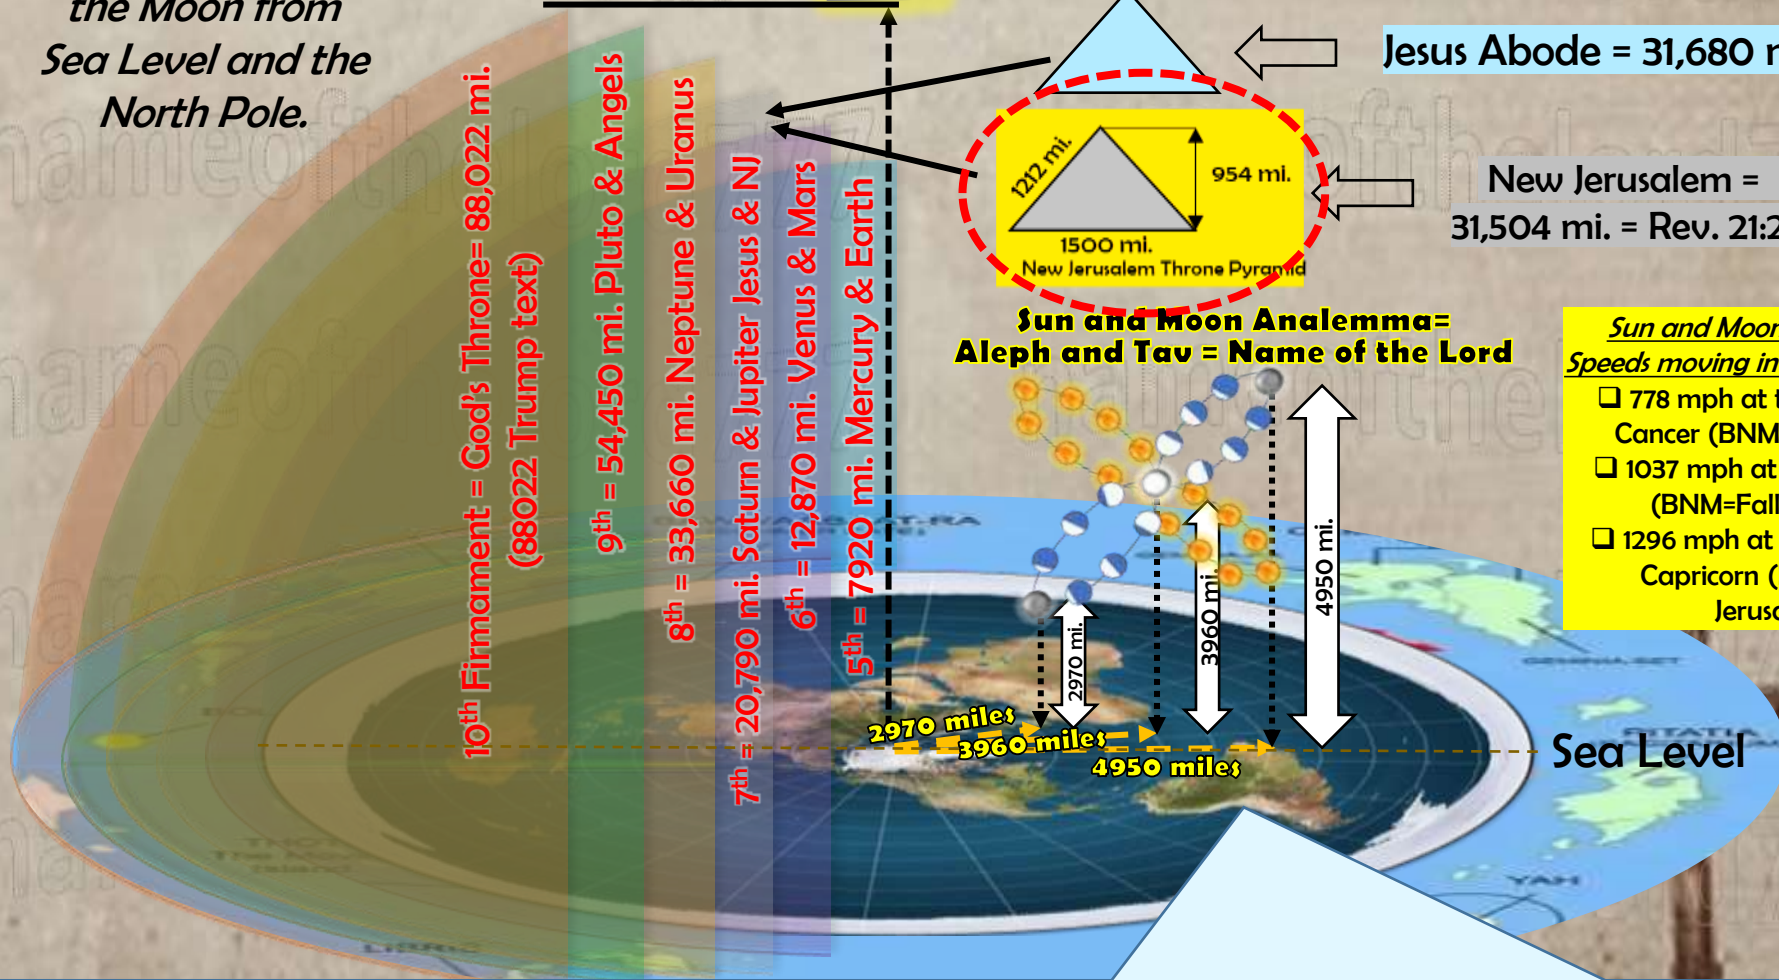 the Moon from
Sea Level and the
North Pole.
10th Firmament = God's Throne= 88,022 mi.
(88022 Trump text)
9th = 54,450 mi. Pluto & Angels
8th = 33,660 mi. Neptune & Uranus
7th = 20,790 mi. Saturn & Jupiter Jesus & NJ
6th = 12,870 mi. Venus & Mars
5th = 7920 mi. Mercury & Earth
Jesus Abode = 31,680
1212 mi.
954 mi.
1500 mi.
New Jerusalem Throne Pyramid
New Jerusalem =
31,504 mi. = Rev. 21:2
Sun and Moon Analemma=
Aleph and Tav = Name of the Lord
Sun and Moon
Speeds moving in
❑ 778 mph at
Cancer (BNM
❑ 1037 mph at
(BNM=Fall
❑ 1296 mph at
Capricorn (
Jerus
2970 mi.
3960 mi.
4950 mi.
2970 miles
3960 miles
4950 miles
Sea Level
YAH